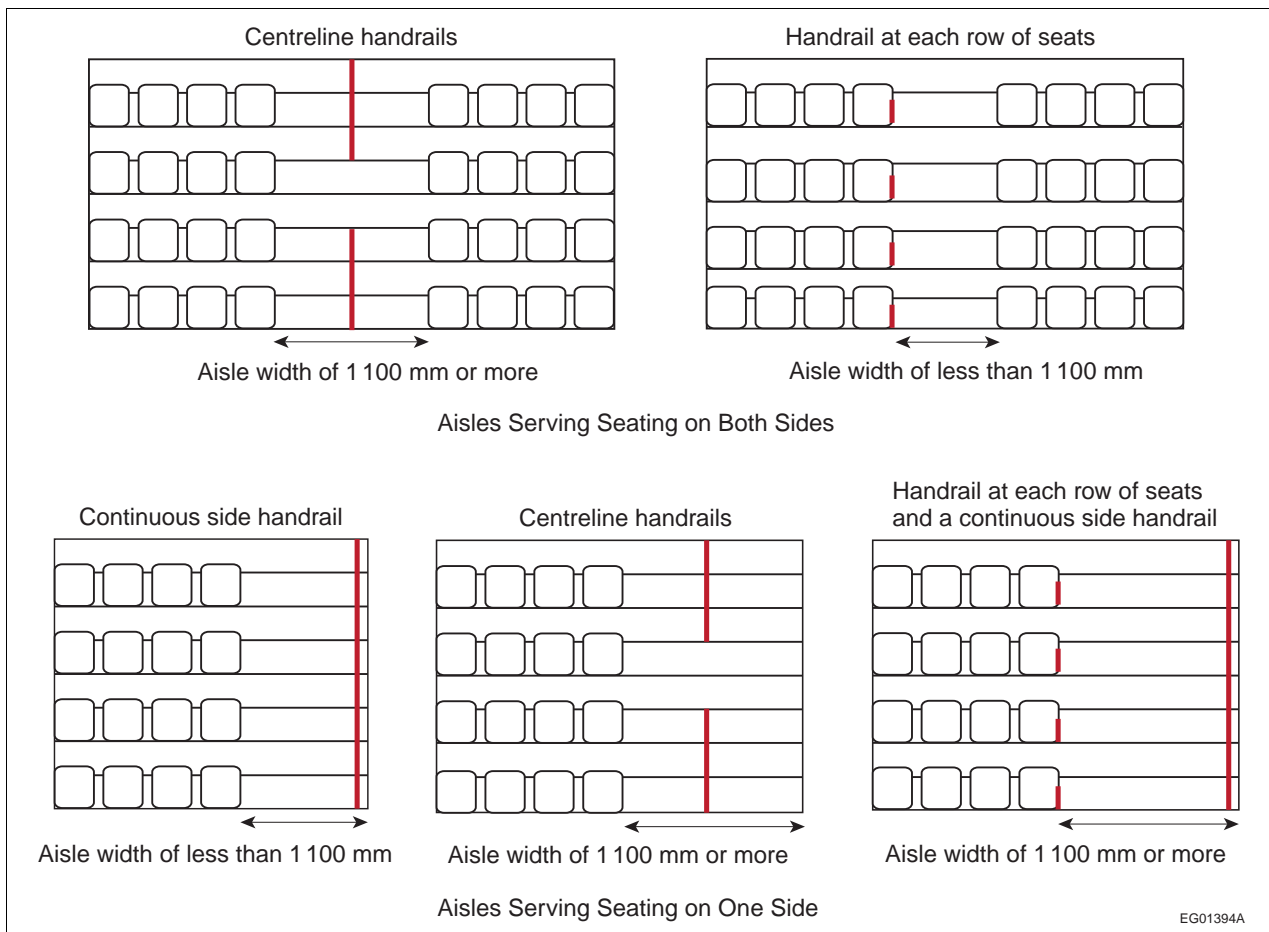 Centreline handrails
Handrail at each row of seats
Aisle width of 1 100 mm or more
Aisle width of less than 1 100 mm
Aisles Serving Seating on Both Sides
Continuous side handrail
Centreline handrails
Handrail at each row of seats
and a continuous side handrail
Aisle width of less than 1 100 mm
Aisle width of 1 100 mm or more
Aisle width of 1 100 mm or more
Aisles Serving Seating on One Side
EG01394A